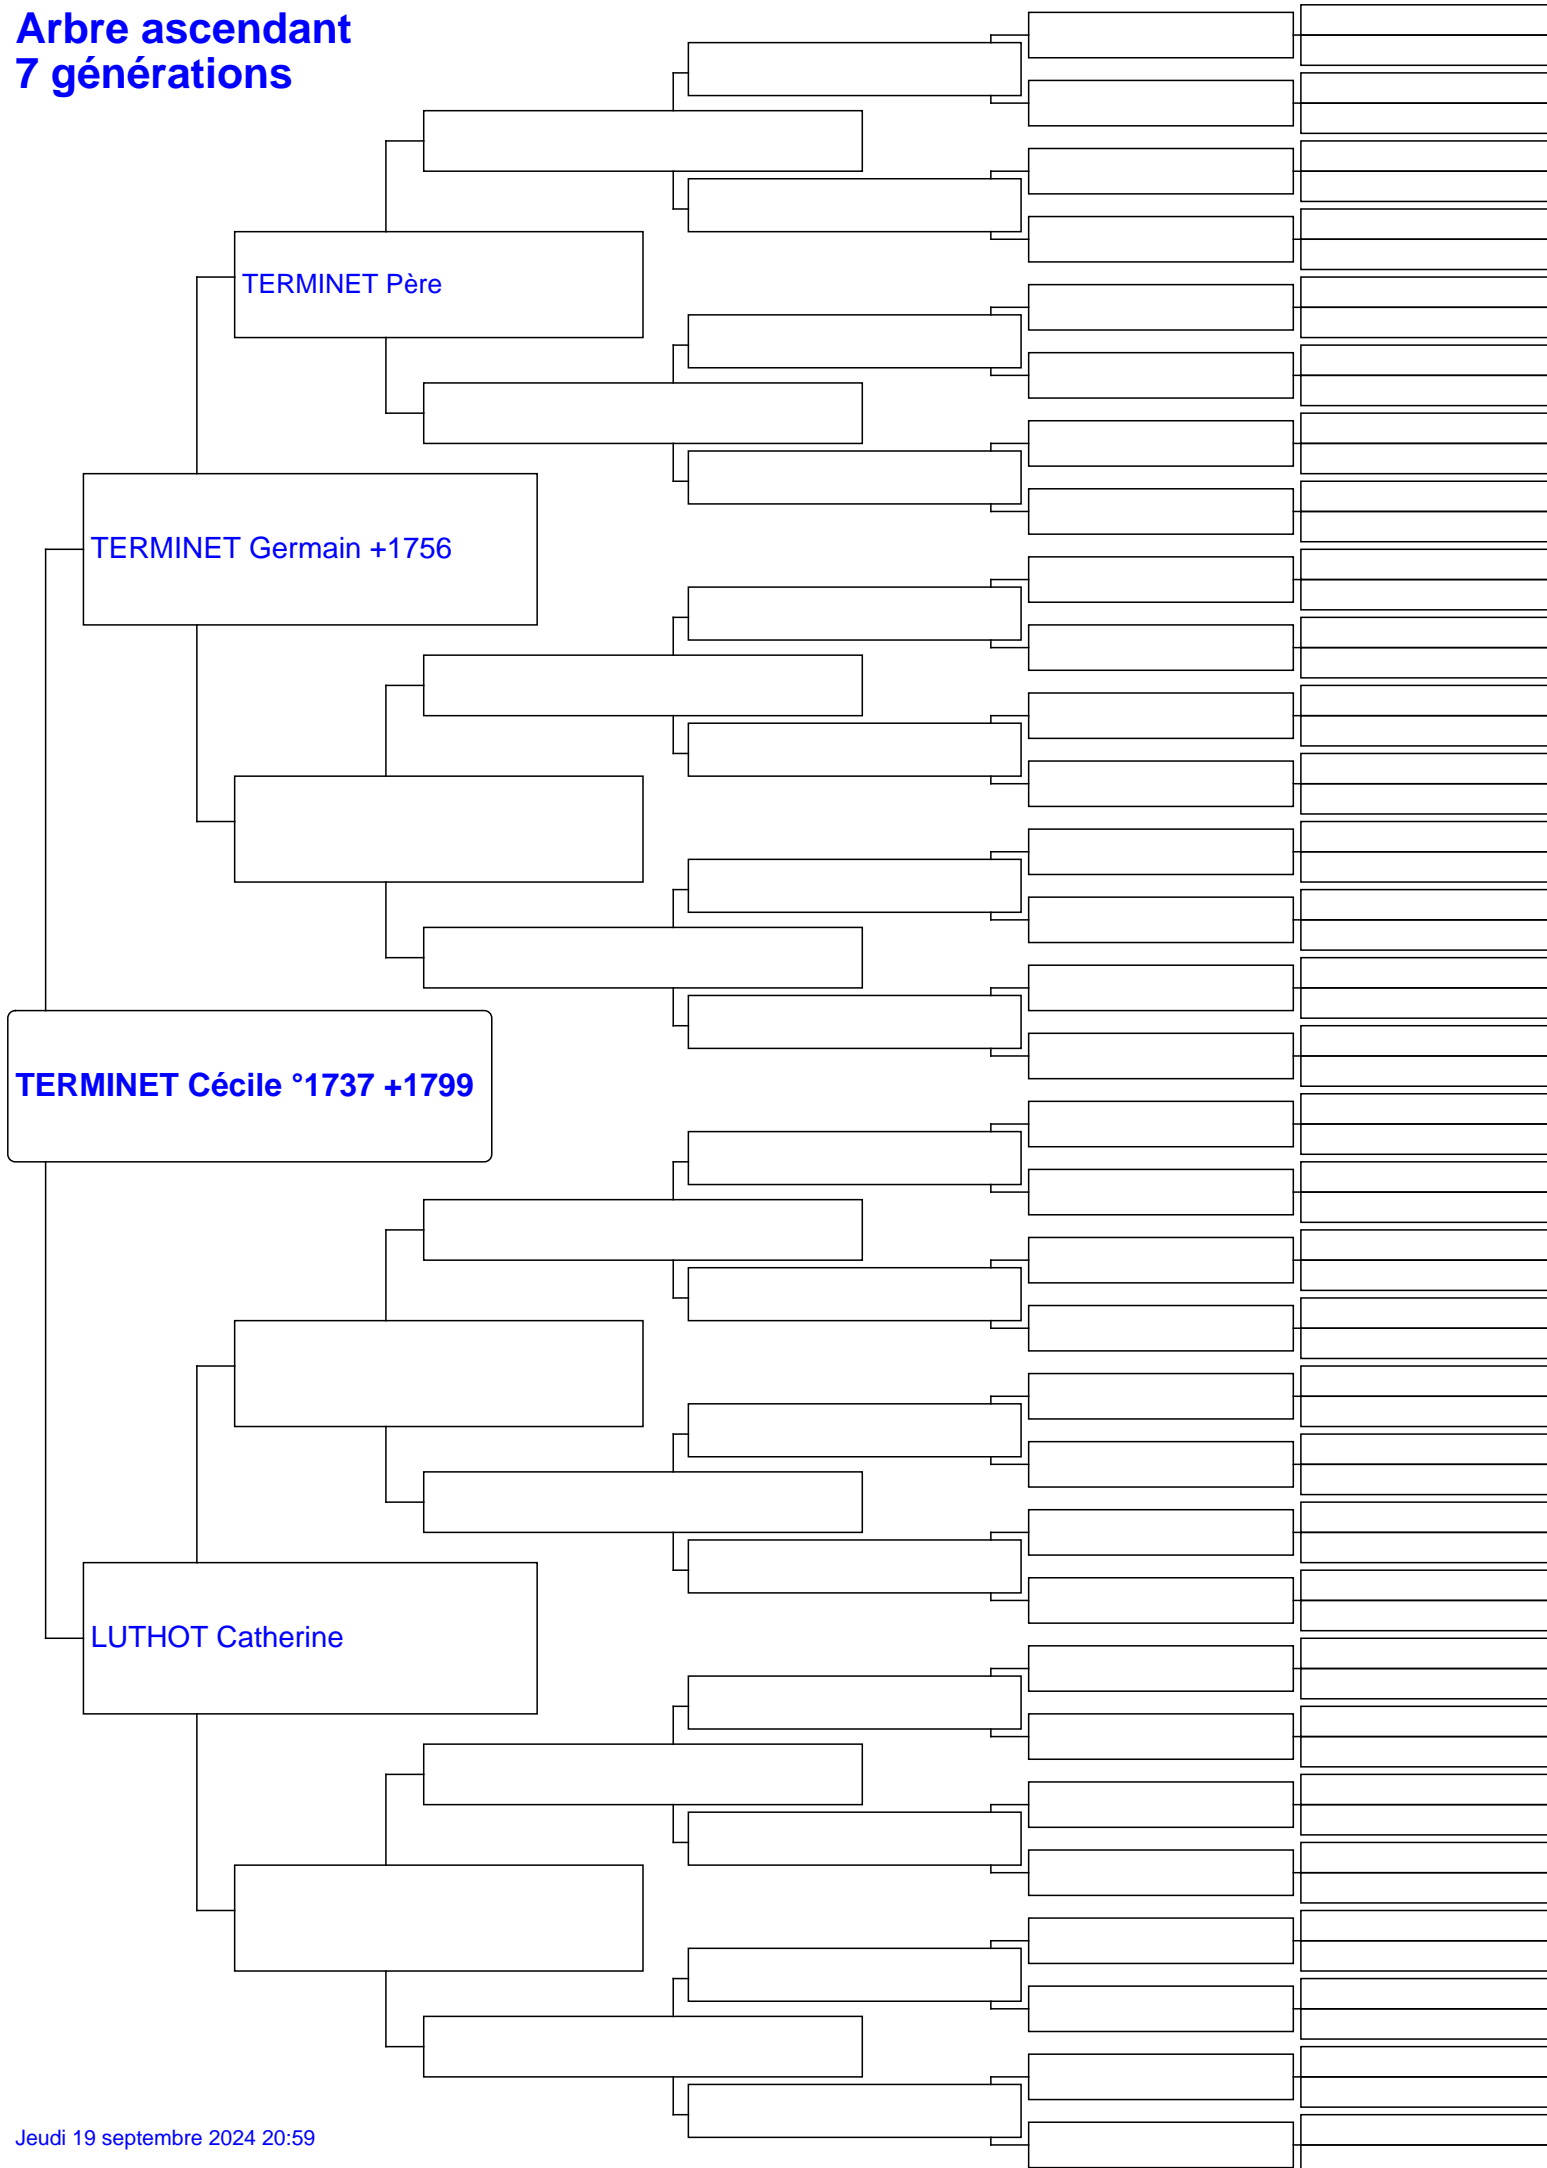 Arbre ascendant
7 générations
TERMINET Père
TERMINET Germain +1756
TERMINET Cécile °1737 +1799
LUTHOT Catherine
Jeudi 19 septembre 2024 20:59